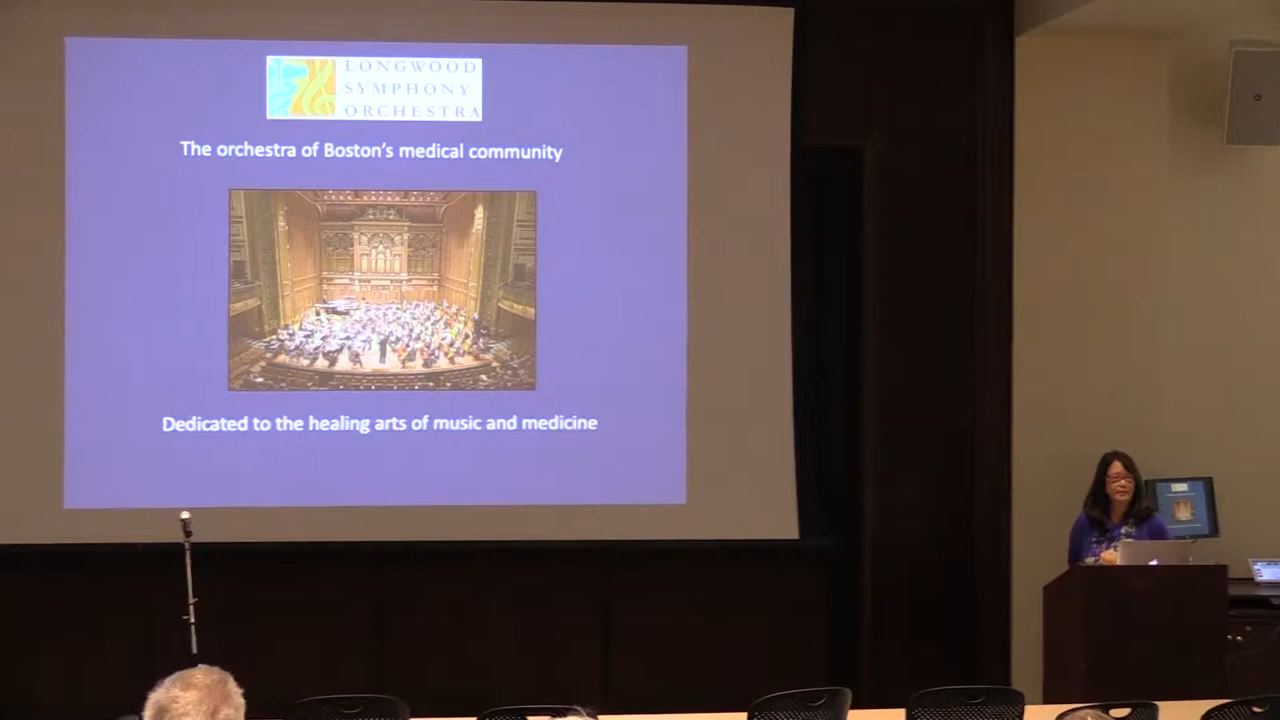 LONGWOOD
SYMPHONY
ORCHESTRA
The orchestra of Boston's medical community
Dedicated to the healing arts of music and medicine